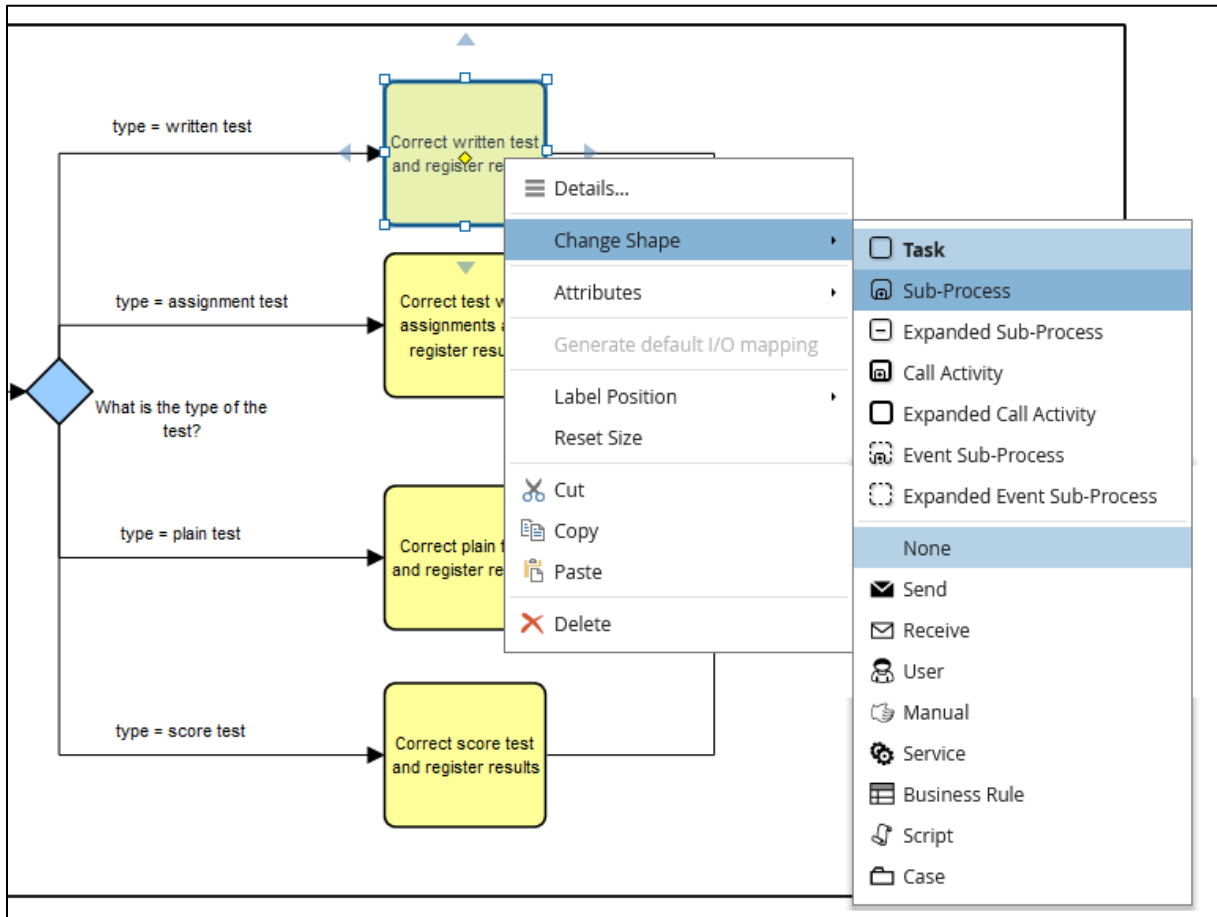 type = written test
Correct written test
and register re
type = assignment test
Correct test w
assignments a
register resu
What is the type of the
test?
type = plain test
Correct plain t
and register re
type = score test
Correct score test
and register results
Details...
Change Shape
Attributes
Generate default I/O mapping
Label Position
Reset Size
Cut
Copy
Paste
Delete
Task
Sub-Process
Expanded Sub-Process
Call Activity
Expanded Call Activity
Event Sub-Process
Expanded Event Sub-Process
None
Send
Receive
User
Manual
Service
Business Rule
Script
Case